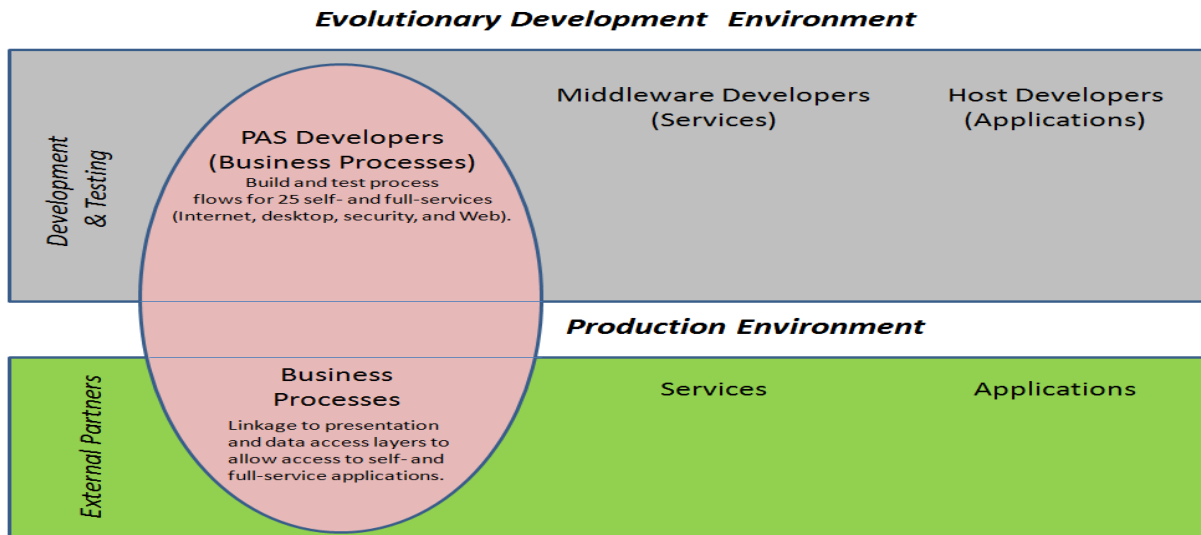 Evolutionary Development Environment
Development
& Testing
PAS Developers
(Business Processes)
Build and test process
flows for 25 self- and full-services
(Internet, desktop, security, and Web).
Middleware Developers
(Services)
Host Developers
(Applications)
Production Environment
External Partners
Business
Processes
Linkage to presentation
and data access layers to
allow access to self- and
full-service applications.
Services
Applications